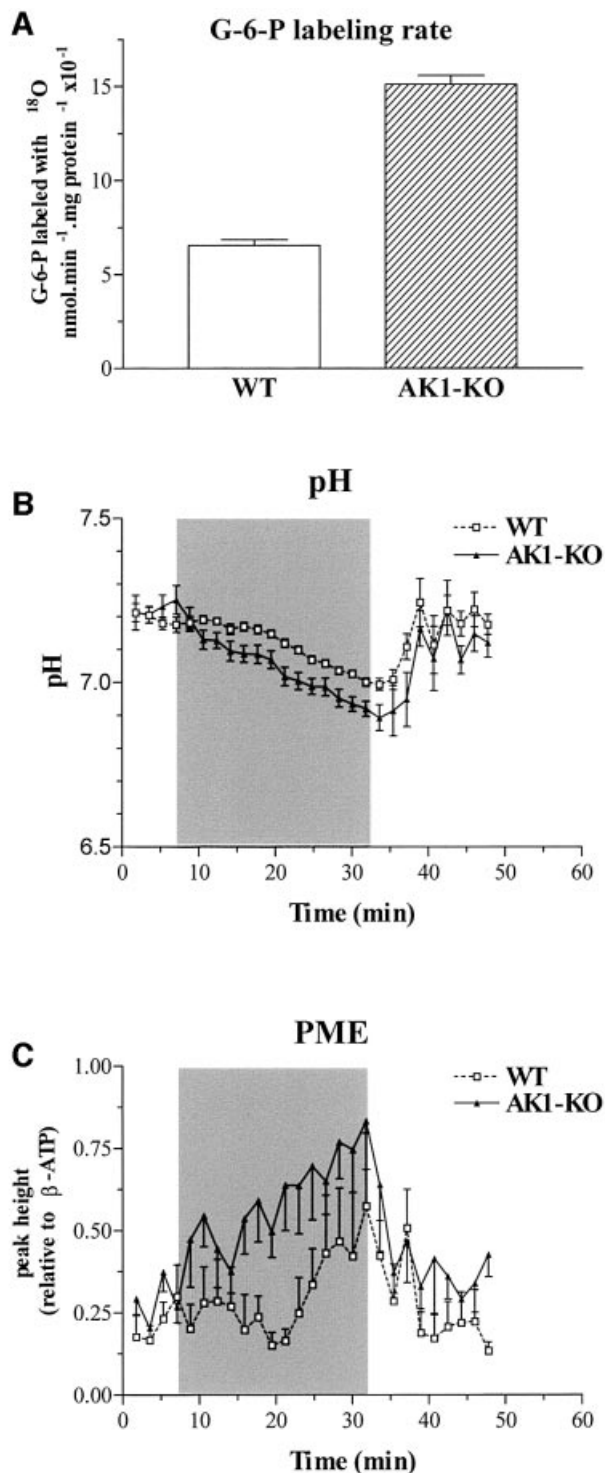 A
G-6-P labeling rate
G-6-P labeled with ¹⁸O
nmol.min ⁻¹.mg protein ⁻¹ x10⁻¹
15
10
5
0
WT
AK1-KO
B
pH
WT
AK1-KO
pH
7.5
7.0
6.5
0
10
20
30
40
50
60
Time (min)
C
PME
WT
AK1-KO
peak height
(relative to β-ATP)
1.00
0.75
0.50
0.25
0.00
0
10
20
30
40
50
60
Time (min)